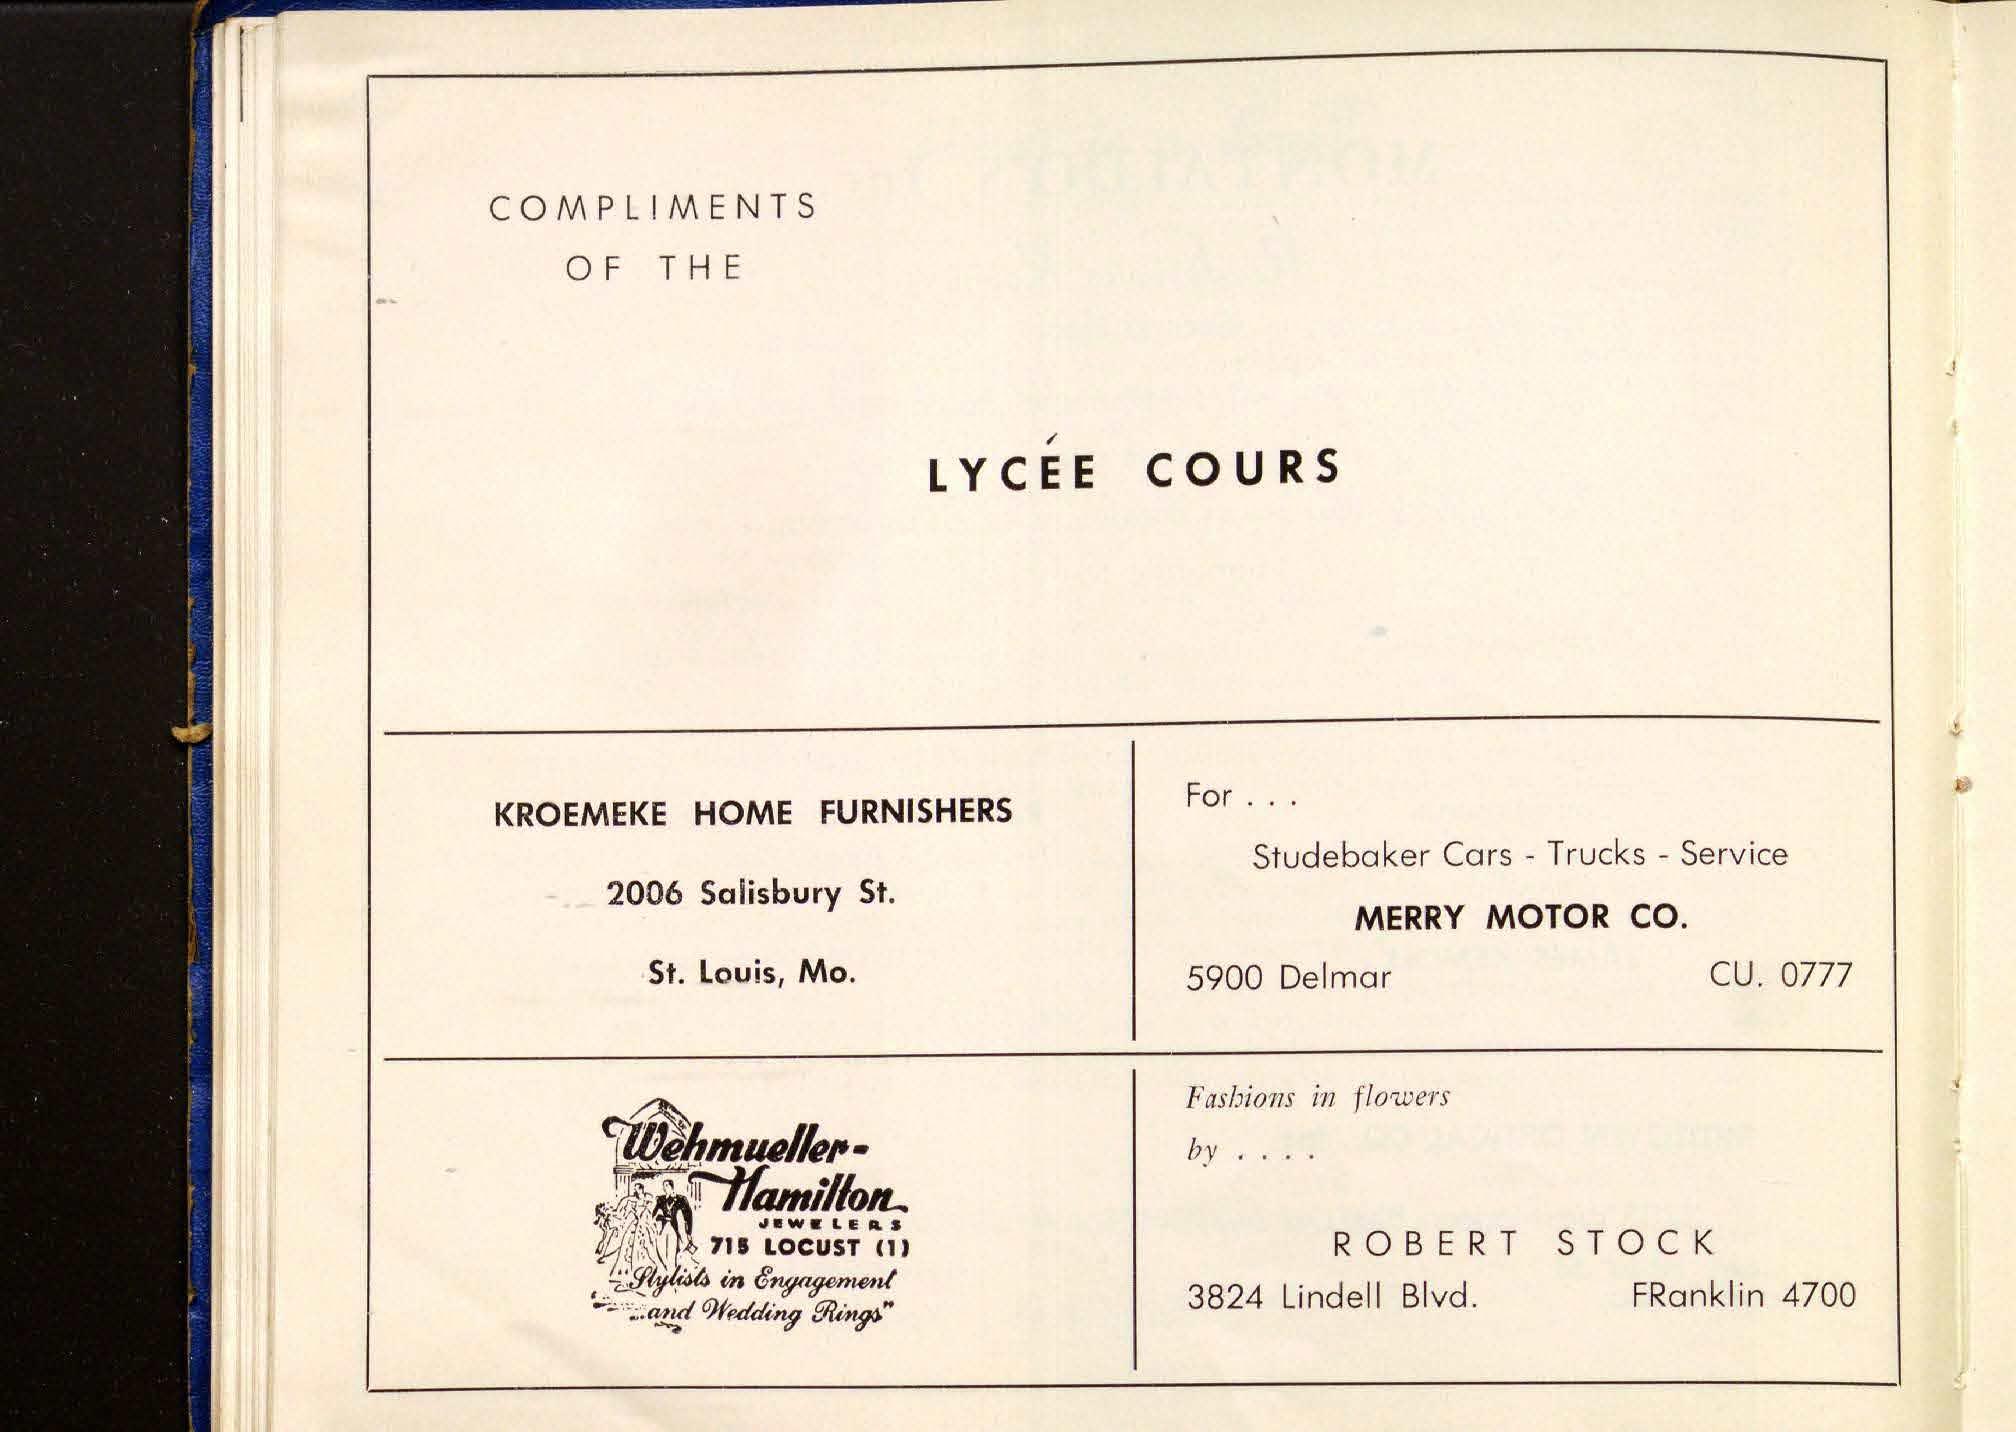 COMPLIMENTS
OF THE
LYCÉE COURS
KROEMEKE HOME FURNISHERS
2006 Salisbury St.
St. Louis, Mo.
For . . .
Studebaker Cars - Trucks - Service
MERRY MOTOR CO.
5900 Delmar CU. 0777
Wehmueller-
Hamilton
JEWELERS
715 LOCUST (1)
"Stylists in Engagement
and Wedding Rings"
Fashions in flowers
by . . . .
ROBERT STOCK
3824 Lindell Blvd. FRanklin 4700